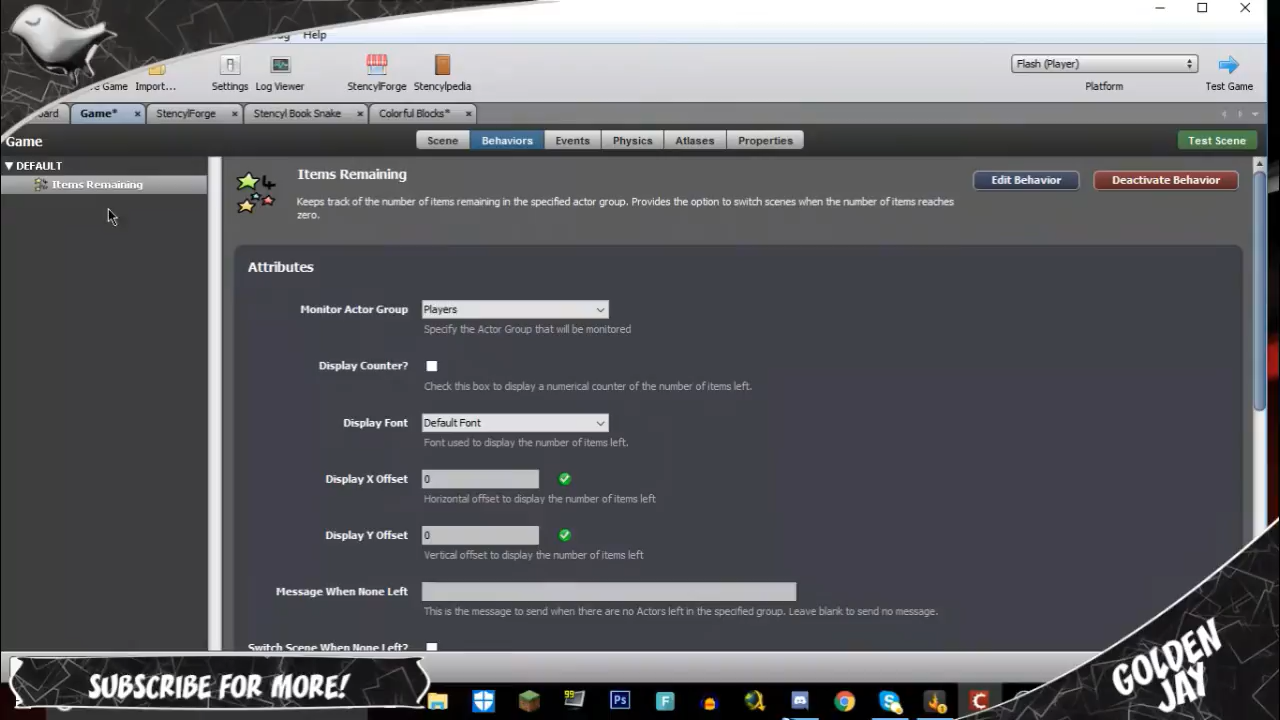 Help
Game
Import...
Settings
Log Viewer
StencylForge
Stencylpedia
Flash (Player)
Platform
Test Game
Game*
StencylForge
Stencyl Book Snake
Colorful Blocks*
Game
Scene
Behaviors
Events
Physics
Atlases
Properties
Test Scene
DEFAULT
Items Remaining
Items Remaining
Edit Behavior
Deactivate Behavior
Keeps track of the number of items remaining in the specified actor group. Provides the option to switch scenes when the number of items reaches
zero.
Attributes
Monitor Actor Group
Players
Specify the Actor Group that will be monitored
Display Counter?
Check this box to display a numerical counter of the number of items left.
Display Font
Default Font
Font used to display the number of items left.
Display X Offset
0
Horizontal offset to display the number of items left
Display Y Offset
0
Vertical offset to display the number of items left
Message When None Left
This is the message to send when there are no Actors left in the specified group. Leave blank to send no message.
Switch Scene When None Left?
SUBSCRIBE FOR MORE!
99
Ps
F
GOLDEN
JAY